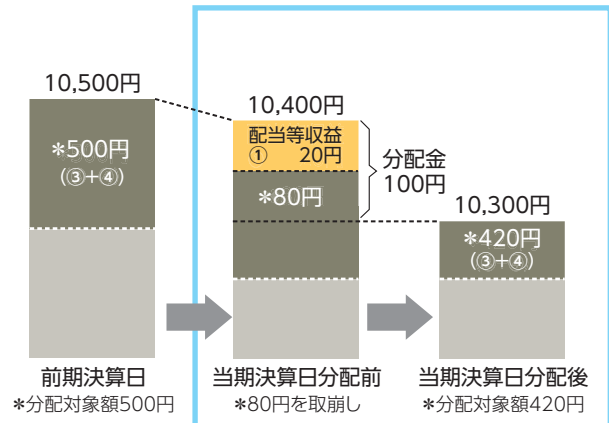 10,500円
*500円
(③+④)
前期決算日
*分配対象額500円
10,400円
配当等収益
① 20円
*80円
分配金
100円
当期決算日分配前
*80円を取崩し
10,300円
*420円
(③+④)
当期決算日分配後
*分配対象額420円